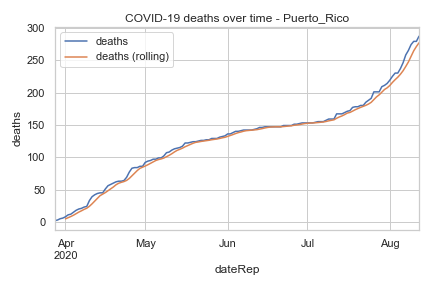 COVID-19 deaths over time - Puerto_Rico
deaths
deaths (rolling)
300
250
200
150
100
50
0
deaths
Apr
2020
May
Jun
Jul
Aug
dateRep